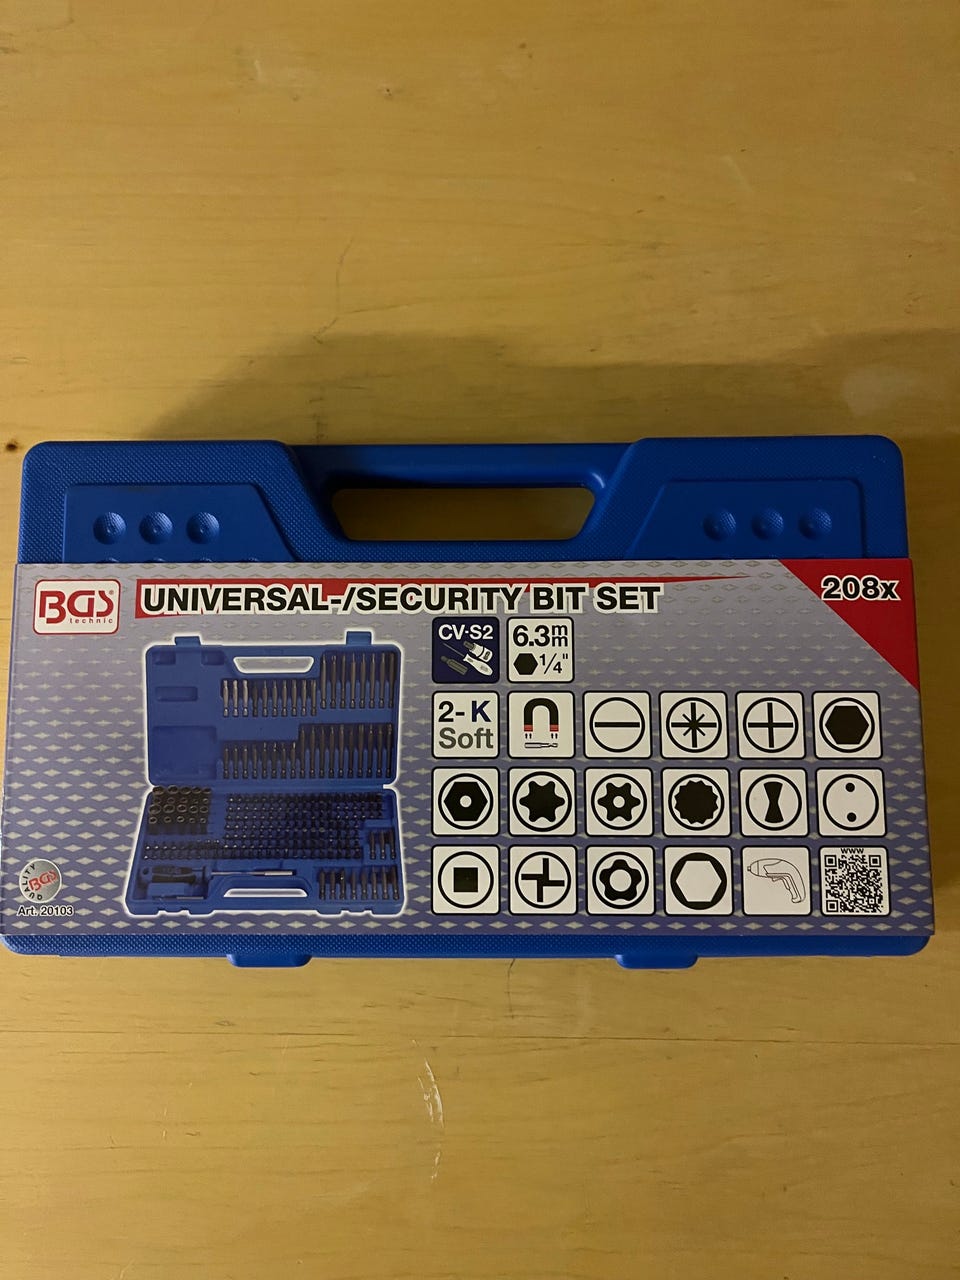 BGS®
technic
UNIVERSAL-/SECURITY BIT SET
208x
CV-S2
6.3mm
1/4"
2-K
Soft
WWW
QUALITY
BGS
Art. 20103